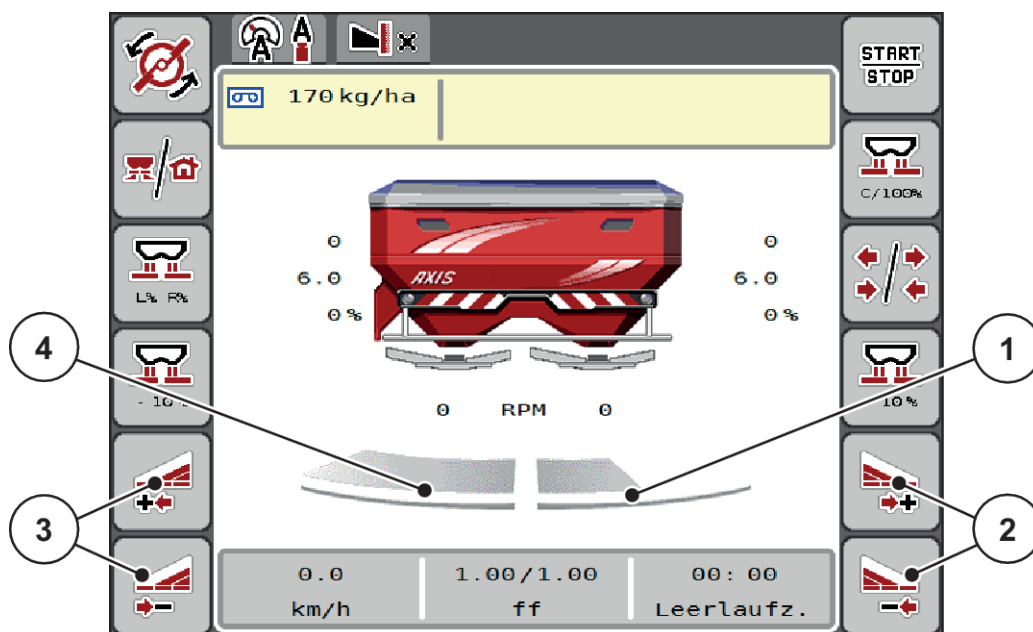 A A
START
STOP
170 kg/ha
C/100%
L% R%
0 0
6.0 6.0
0% 0%
AXIS
4
1
- 10 %
10 %
0 RPM 0
3
2
0.0 1.00/1.00 00:00
km/h ff Leerlaufz.